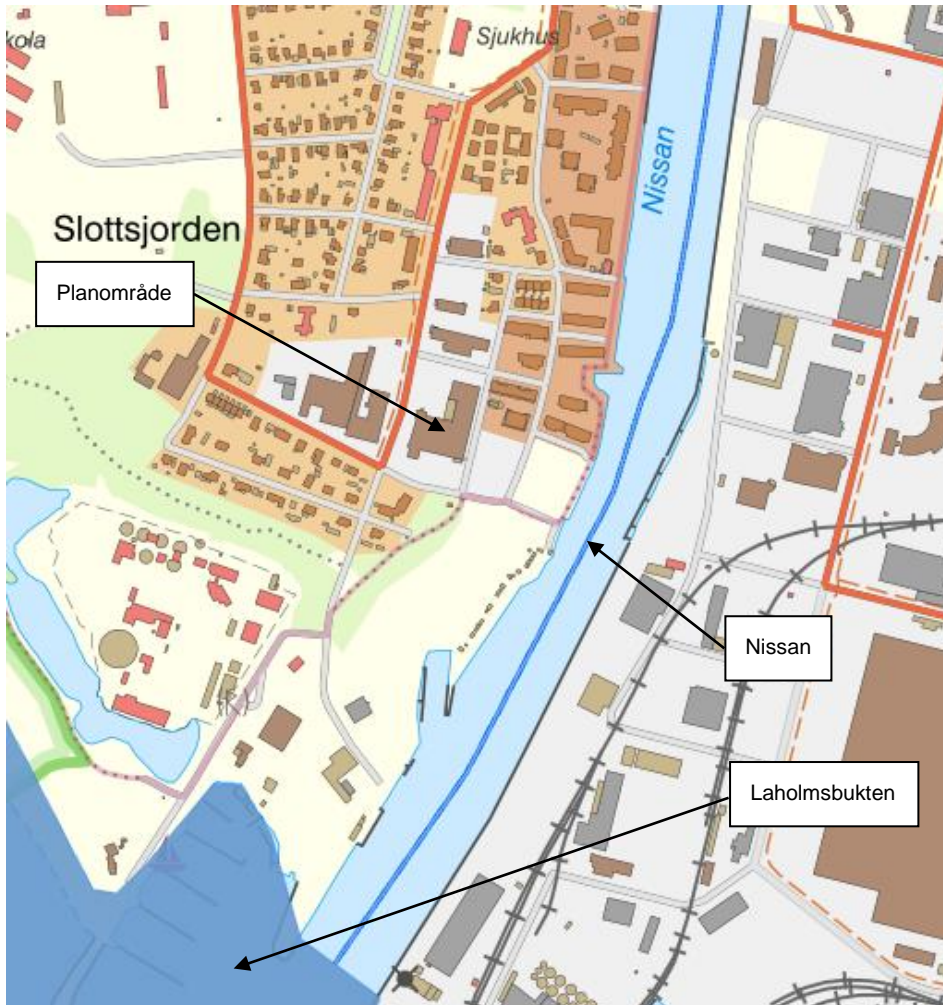 kola
Sjukhus
Nissan
Slottsjorden
Planområde
Nissan
Laholmsbukten